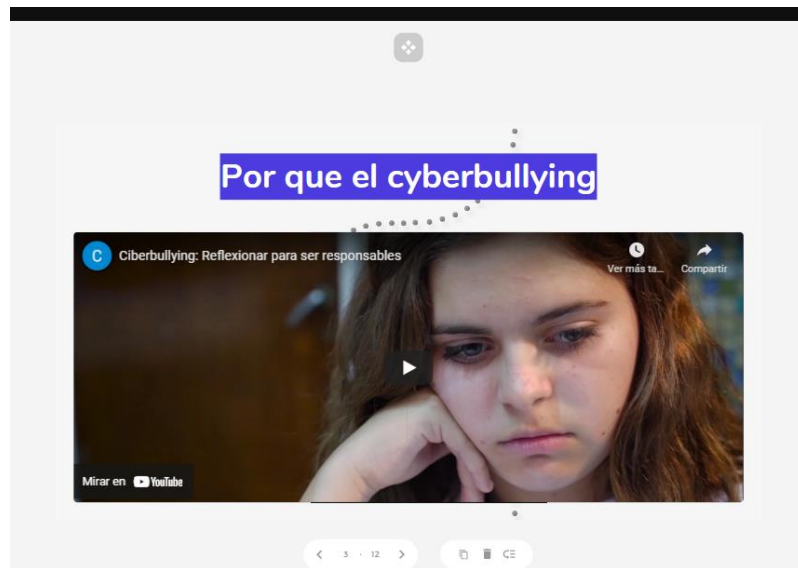 Por que el cyberbullying
C Ciberbullying: Reflexionar para ser responsables
Ver más ta... Compartir
Mirar en YouTube
3 · 12